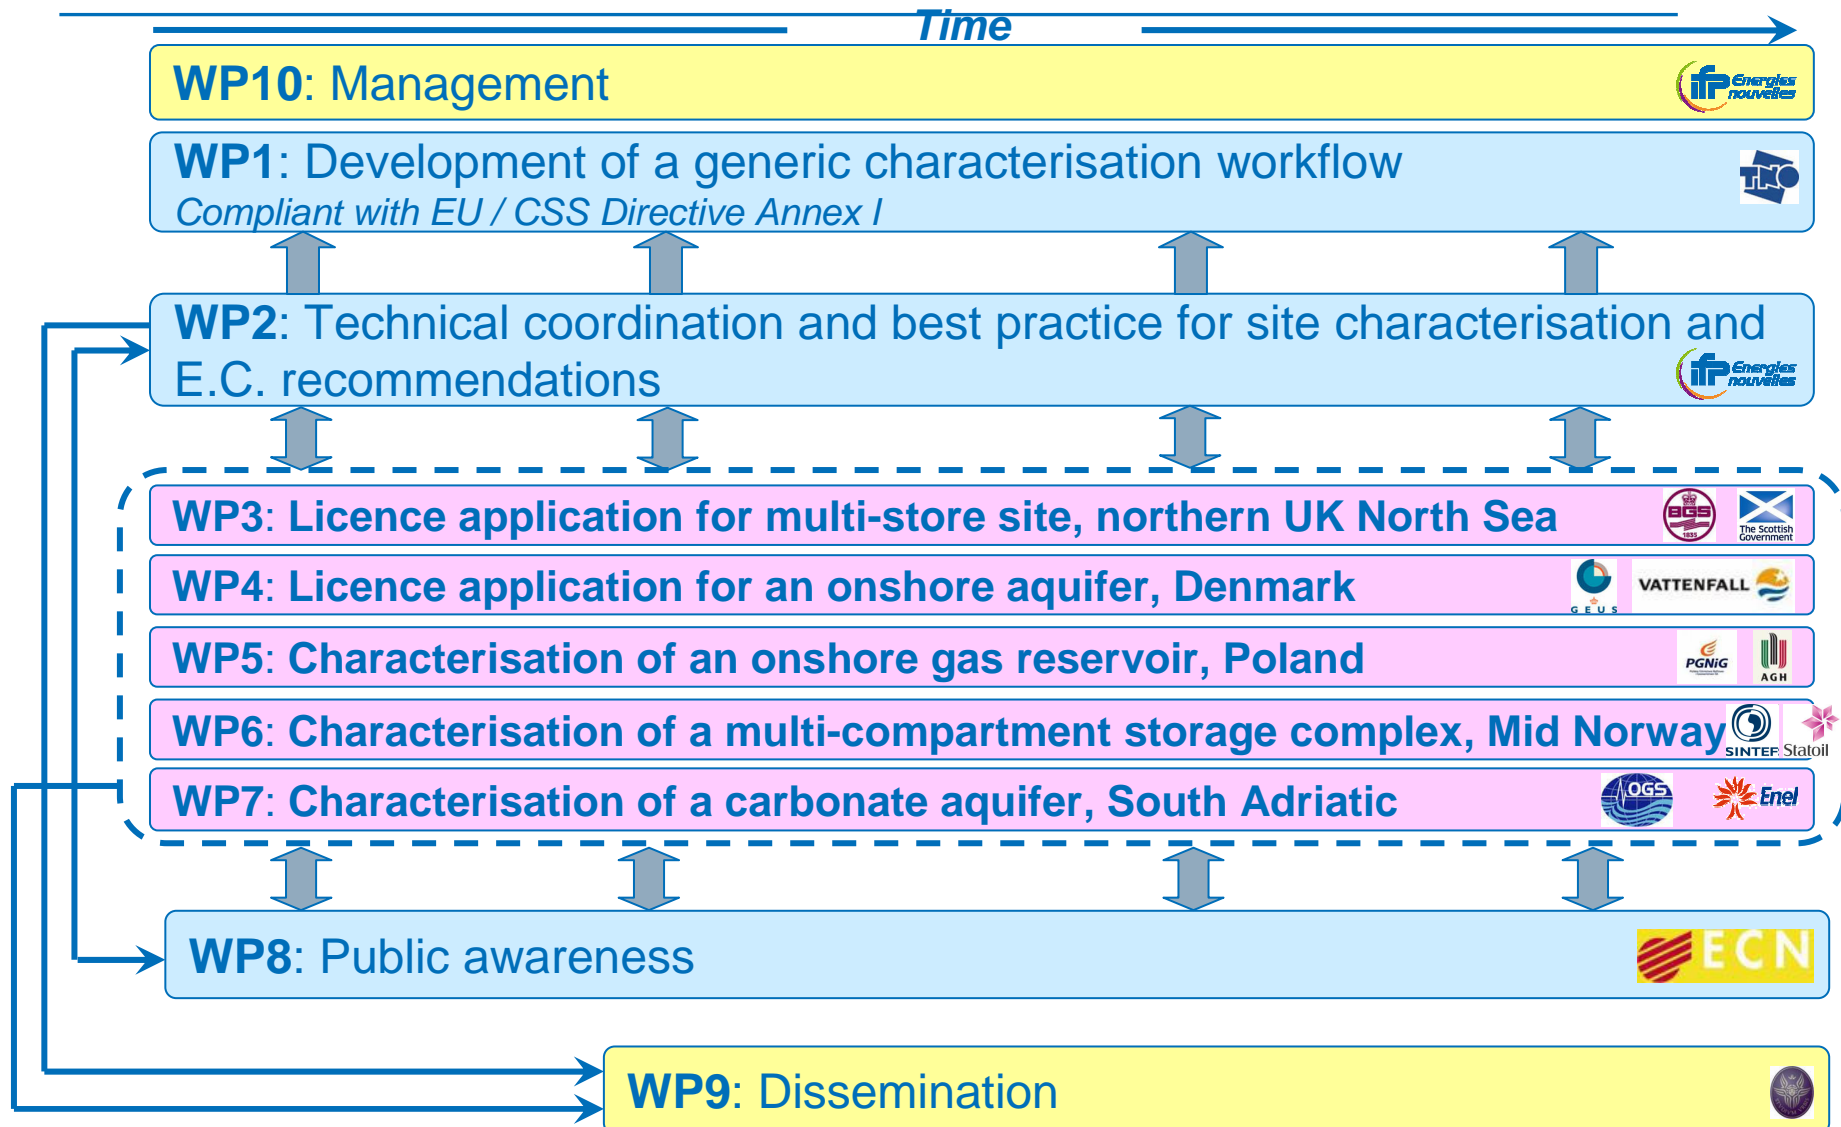 Time
WP10: Management
ifp Energies
nouvelles
WP1: Development of a generic characterisation workflow
Compliant with EU / CSS Directive Annex I
TNO
WP2: Technical coordination and best practice for site characterisation and
E.C. recommendations
ifp Energies
nouvelles
WP3: Licence application for multi-store site, northern UK North Sea
BGS
1835
The Scottish
Government
WP4: Licence application for an onshore aquifer, Denmark
GEUS
VATTENFALL
WP5: Characterisation of an onshore gas reservoir, Poland
PGNiG
AGH
WP6: Characterisation of a multi-compartment storage complex, Mid Norway
SINTEF
Statoil
WP7: Characterisation of a carbonate aquifer, South Adriatic
OGS
Enel
WP8: Public awareness
ECN
WP9: Dissemination